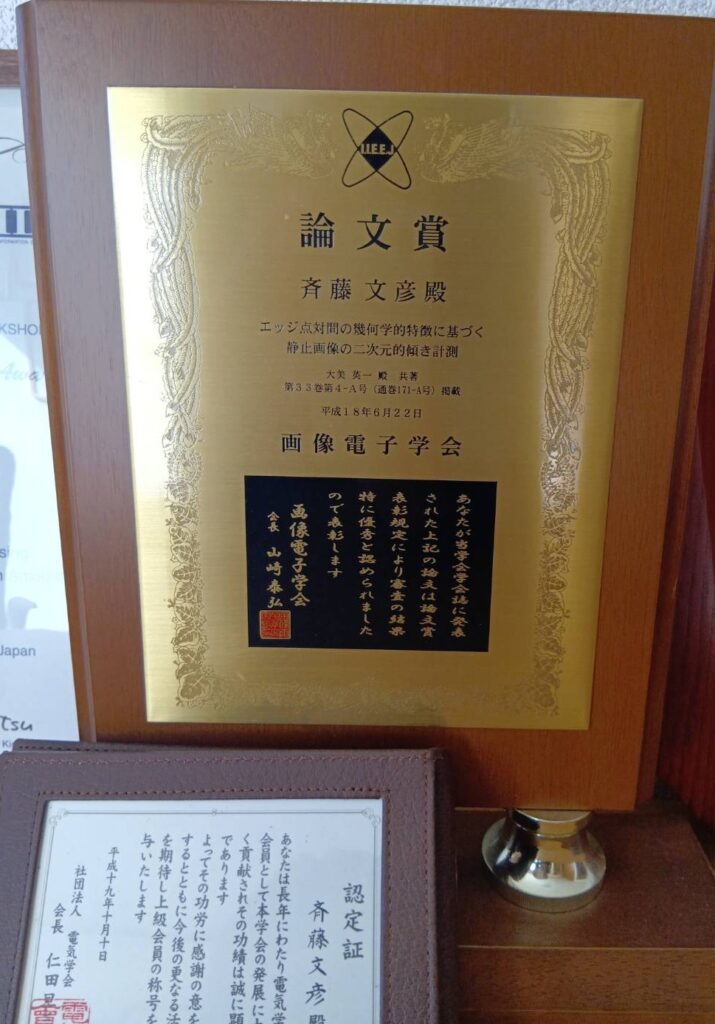 I.I.E.E.J
論文賞
斉藤文彦殿
エッジ点対間の幾何学的特徴に基づく
静止画像の二次元的傾き計測
大美 英一 殿 共著
第33巻第4-A号（通巻171-A号）掲載
平成18年6月22日
画像電子学会
あなたが当学会学会誌に発表
された上記の論文は論文賞
表彰規定により審査の結果
特に優秀と認められました
ので表彰します
画像電子学会
会長 山崎泰弘
KSHO
Japan
tsu
認定証
斉藤文彦殿
あなたは長年にわたり電気学
会員として本学会の発展に
く貢献されその功績は誠に顕
であります
よってその功労に感謝の意を
するとともに今後の更なる活
を期待し上級会員の称号を
与いたします
平成十九年十月十日
社団法人 電気学会
会長 仁田